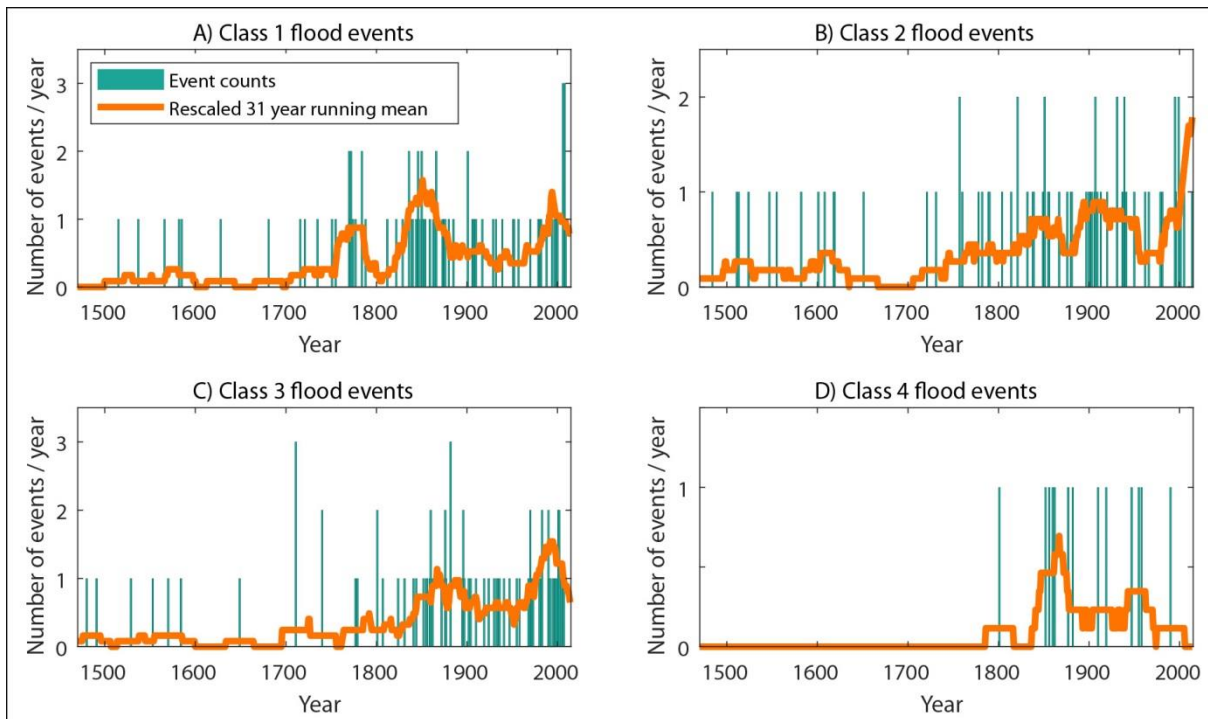 A) Class 1 flood events
Number of events / year
3
2
1
0
Event counts
Rescaled 31 year running mean
1500 1600 1700 1800 1900 2000
Year
B) Class 2 flood events
Number of events / year
2
1
0
1500 1600 1700 1800 1900 2000
Year
C) Class 3 flood events
Number of events / year
3
2
1
0
1500 1600 1700 1800 1900 2000
Year
D) Class 4 flood events
Number of events / year
1
0
1500 1600 1700 1800 1900 2000
Year